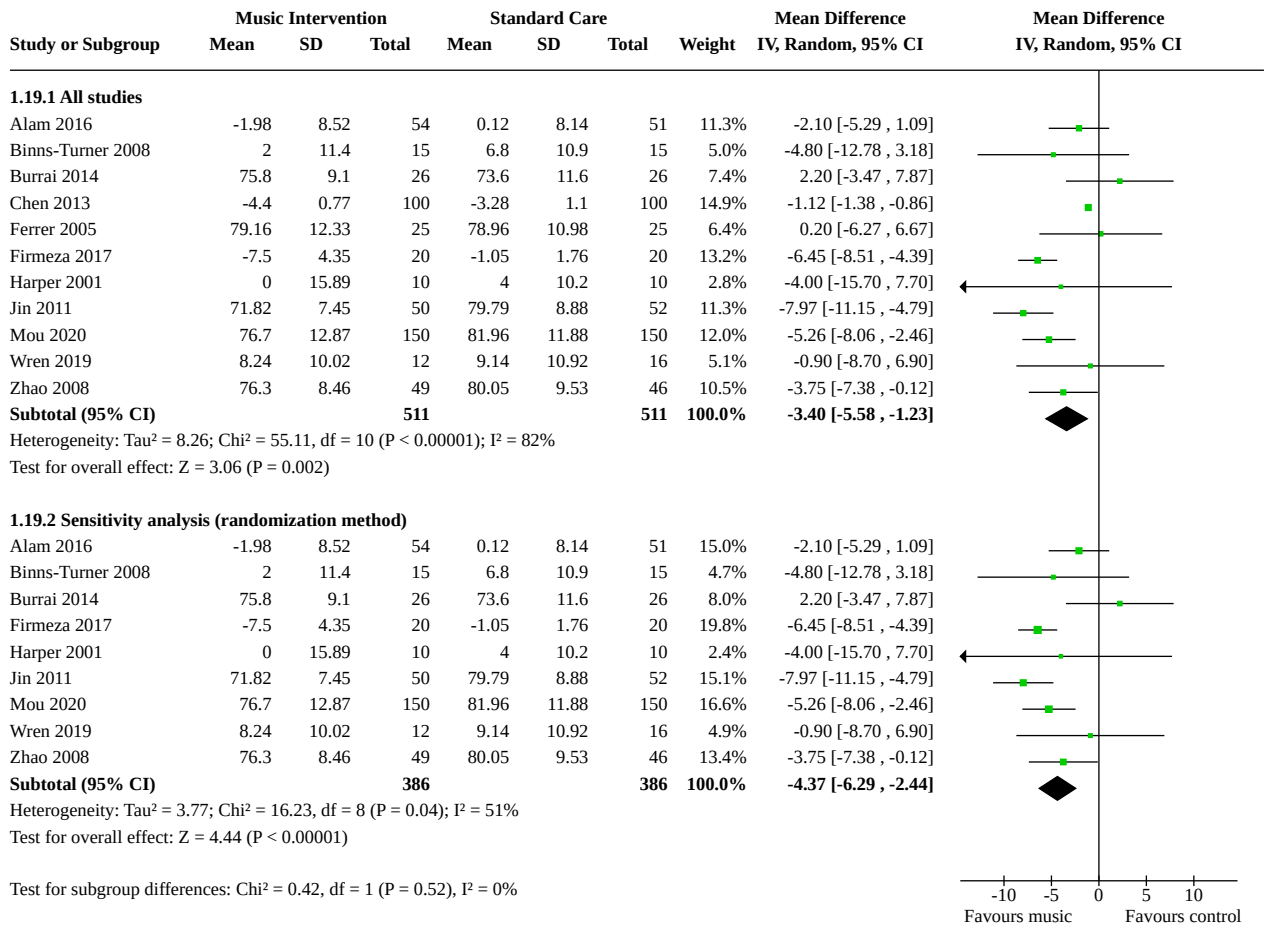 Music Intervention Standard Care Mean Difference Mean Difference
Study or Subgroup Mean SD Total Mean SD Total Weight IV, Random, 95% CI IV, Random, 95% CI
1.19.1 All studies
Alam 2016 -1.98 8.52 54 0.12 8.14 51 11.3% -2.10 [-5.29 , 1.09]
Binns-Turner 2008 2 11.4 15 6.8 10.9 15 5.0% -4.80 [-12.78 , 3.18]
Burrai 2014 75.8 9.1 26 73.6 11.6 26 7.4% 2.20 [-3.47 , 7.87]
Chen 2013 -4.4 0.77 100 -3.28 1.1 100 14.9% -1.12 [-1.38 , -0.86]
Ferrer 2005 79.16 12.33 25 78.96 10.98 25 6.4% 0.20 [-6.27 , 6.67]
Firmeza 2017 -7.5 4.35 20 -1.05 1.76 20 13.2% -6.45 [-8.51 , -4.39]
Harper 2001 0 15.89 10 4 10.2 10 2.8% -4.00 [-15.70 , 7.70]
Jin 2011 71.82 7.45 50 79.79 8.88 52 11.3% -7.97 [-11.15 , -4.79]
Mou 2020 76.7 12.87 150 81.96 11.88 150 12.0% -5.26 [-8.06 , -2.46]
Wren 2019 8.24 10.02 12 9.14 10.92 16 5.1% -0.90 [-8.70 , 6.90]
Zhao 2008 76.3 8.46 49 80.05 9.53 46 10.5% -3.75 [-7.38 , -0.12]
Subtotal (95% CI) 511 511 100.0% -3.40 [-5.58 , -1.23]
Heterogeneity: Tau² = 8.26; Chi² = 55.11, df = 10 (P < 0.00001); I² = 82%
Test for overall effect: Z = 3.06 (P = 0.002)
1.19.2 Sensitivity analysis (randomization method)
Alam 2016 -1.98 8.52 54 0.12 8.14 51 15.0% -2.10 [-5.29 , 1.09]
Binns-Turner 2008 2 11.4 15 6.8 10.9 15 4.7% -4.80 [-12.78 , 3.18]
Burrai 2014 75.8 9.1 26 73.6 11.6 26 8.0% 2.20 [-3.47 , 7.87]
Firmeza 2017 -7.5 4.35 20 -1.05 1.76 20 19.8% -6.45 [-8.51 , -4.39]
Harper 2001 0 15.89 10 4 10.2 10 2.4% -4.00 [-15.70 , 7.70]
Jin 2011 71.82 7.45 50 79.79 8.88 52 15.1% -7.97 [-11.15 , -4.79]
Mou 2020 76.7 12.87 150 81.96 11.88 150 16.6% -5.26 [-8.06 , -2.46]
Wren 2019 8.24 10.02 12 9.14 10.92 16 4.9% -0.90 [-8.70 , 6.90]
Zhao 2008 76.3 8.46 49 80.05 9.53 46 13.4% -3.75 [-7.38 , -0.12]
Subtotal (95% CI) 386 386 100.0% -4.37 [-6.29 , -2.44]
Heterogeneity: Tau² = 3.77; Chi² = 16.23, df = 8 (P = 0.04); I² = 51%
Test for overall effect: Z = 4.44 (P < 0.00001)
Test for subgroup differences: Chi² = 0.42, df = 1 (P = 0.52), I² = 0%
-10 -5 0 5 10
Favours music Favours control